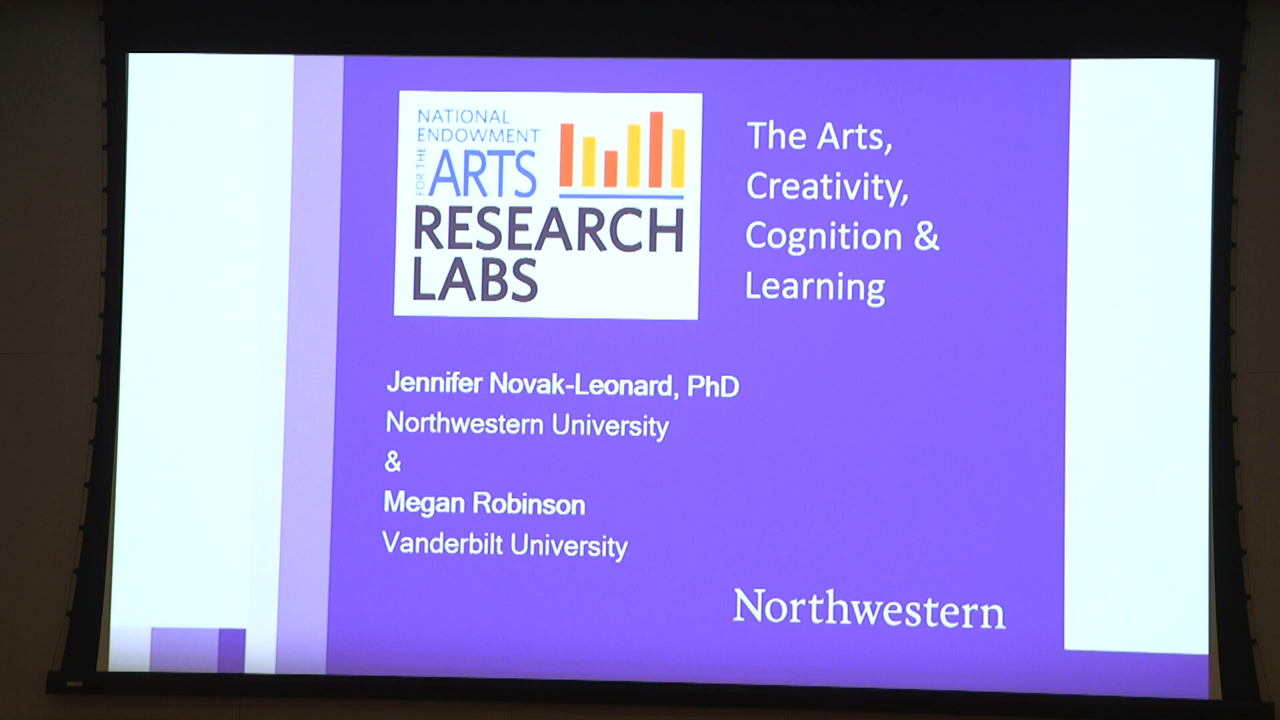 NATIONAL
ENDOWMENT
FOR THE
ARTS
RESEARCH
LABS
The Arts,
Creativity,
Cognition &
Learning
Jennifer Novak-Leonard, PhD
Northwestern University
&
Megan Robinson
Vanderbilt University
Northwestern